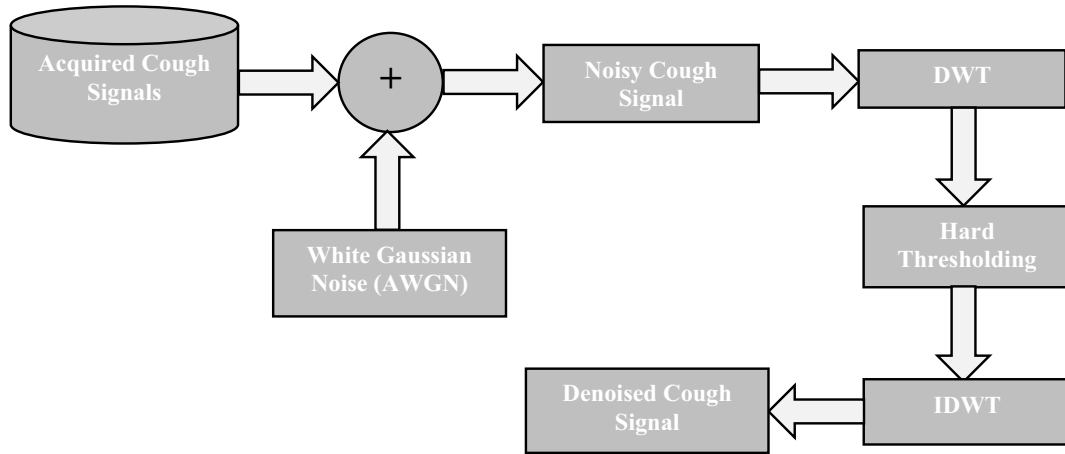 Acquired Cough
Signals
+
Noisy Cough
Signal
DWT
White Gaussian
Noise (AWGN)
Hard
Thresholding
IDWT
Denoised Cough
Signal